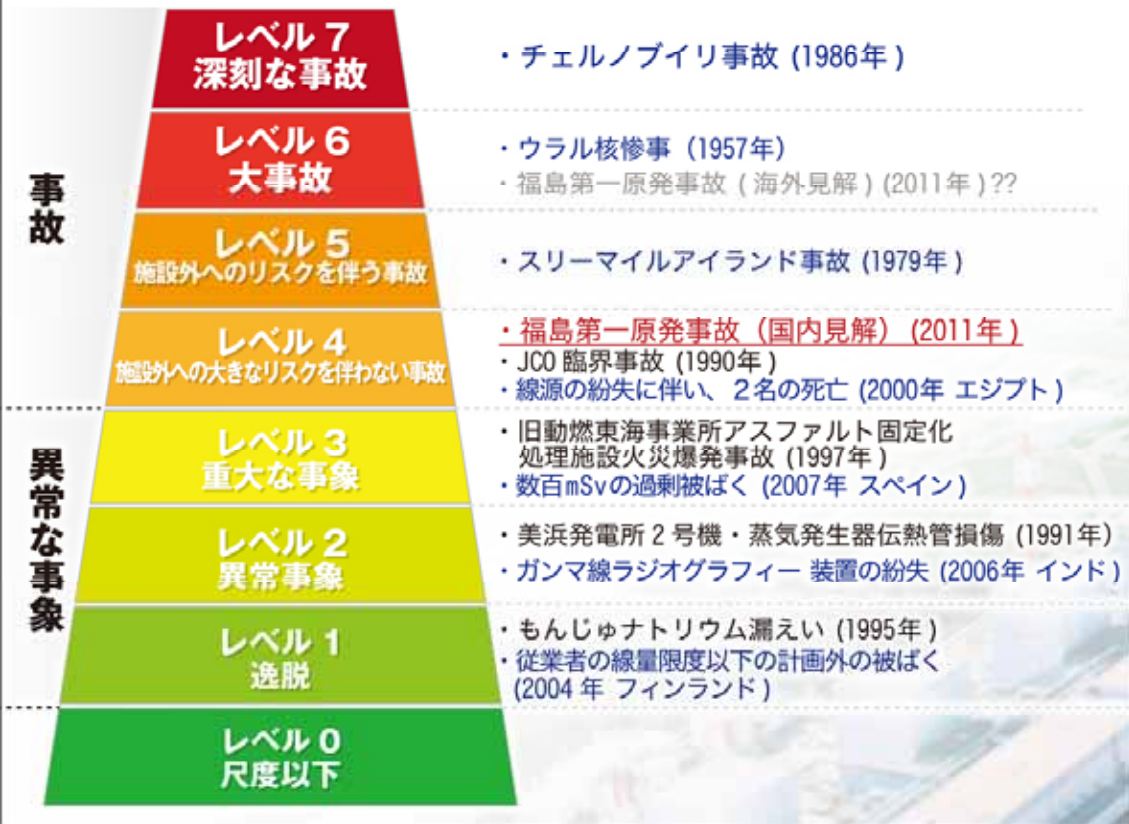 事故
レベル 7
深刻な事故
・チェルノブイリ事故 (1986年 )
レベル 6
大事故
・ウラル核惨事（1957年）
・福島第一原発事故 ( 海外見解 ) (2011年 )??
レベル 5
施設外へのリスクを伴う事故
・スリーマイルアイランド事故 (1979年 )
レベル 4
施設外への大きなリスクを伴わない事故
・福島第一原発事故（国内見解） (2011年 )
・JCO 臨界事故 (1990年 )
・線源の紛失に伴い、２名の死亡 (2000年 エジプト )
異常な事象
レベル 3
重大な事象
・旧動燃東海事業所アスファルト固定化
処理施設火災爆発事故 (1997年 )
・数百mSvの過剰被ばく (2007年 スペイン )
レベル 2
異常事象
・美浜発電所２号機・蒸気発生器伝熱管損傷 (1991年）
・ガンマ線ラジオグラフィー 装置の紛失 (2006年 インド )
レベル 1
逸脱
・もんじゅナトリウム漏えい (1995年 )
・従業者の線量限度以下の計画外の被ばく
(2004 年 フィンランド )
レベル 0
尺度以下